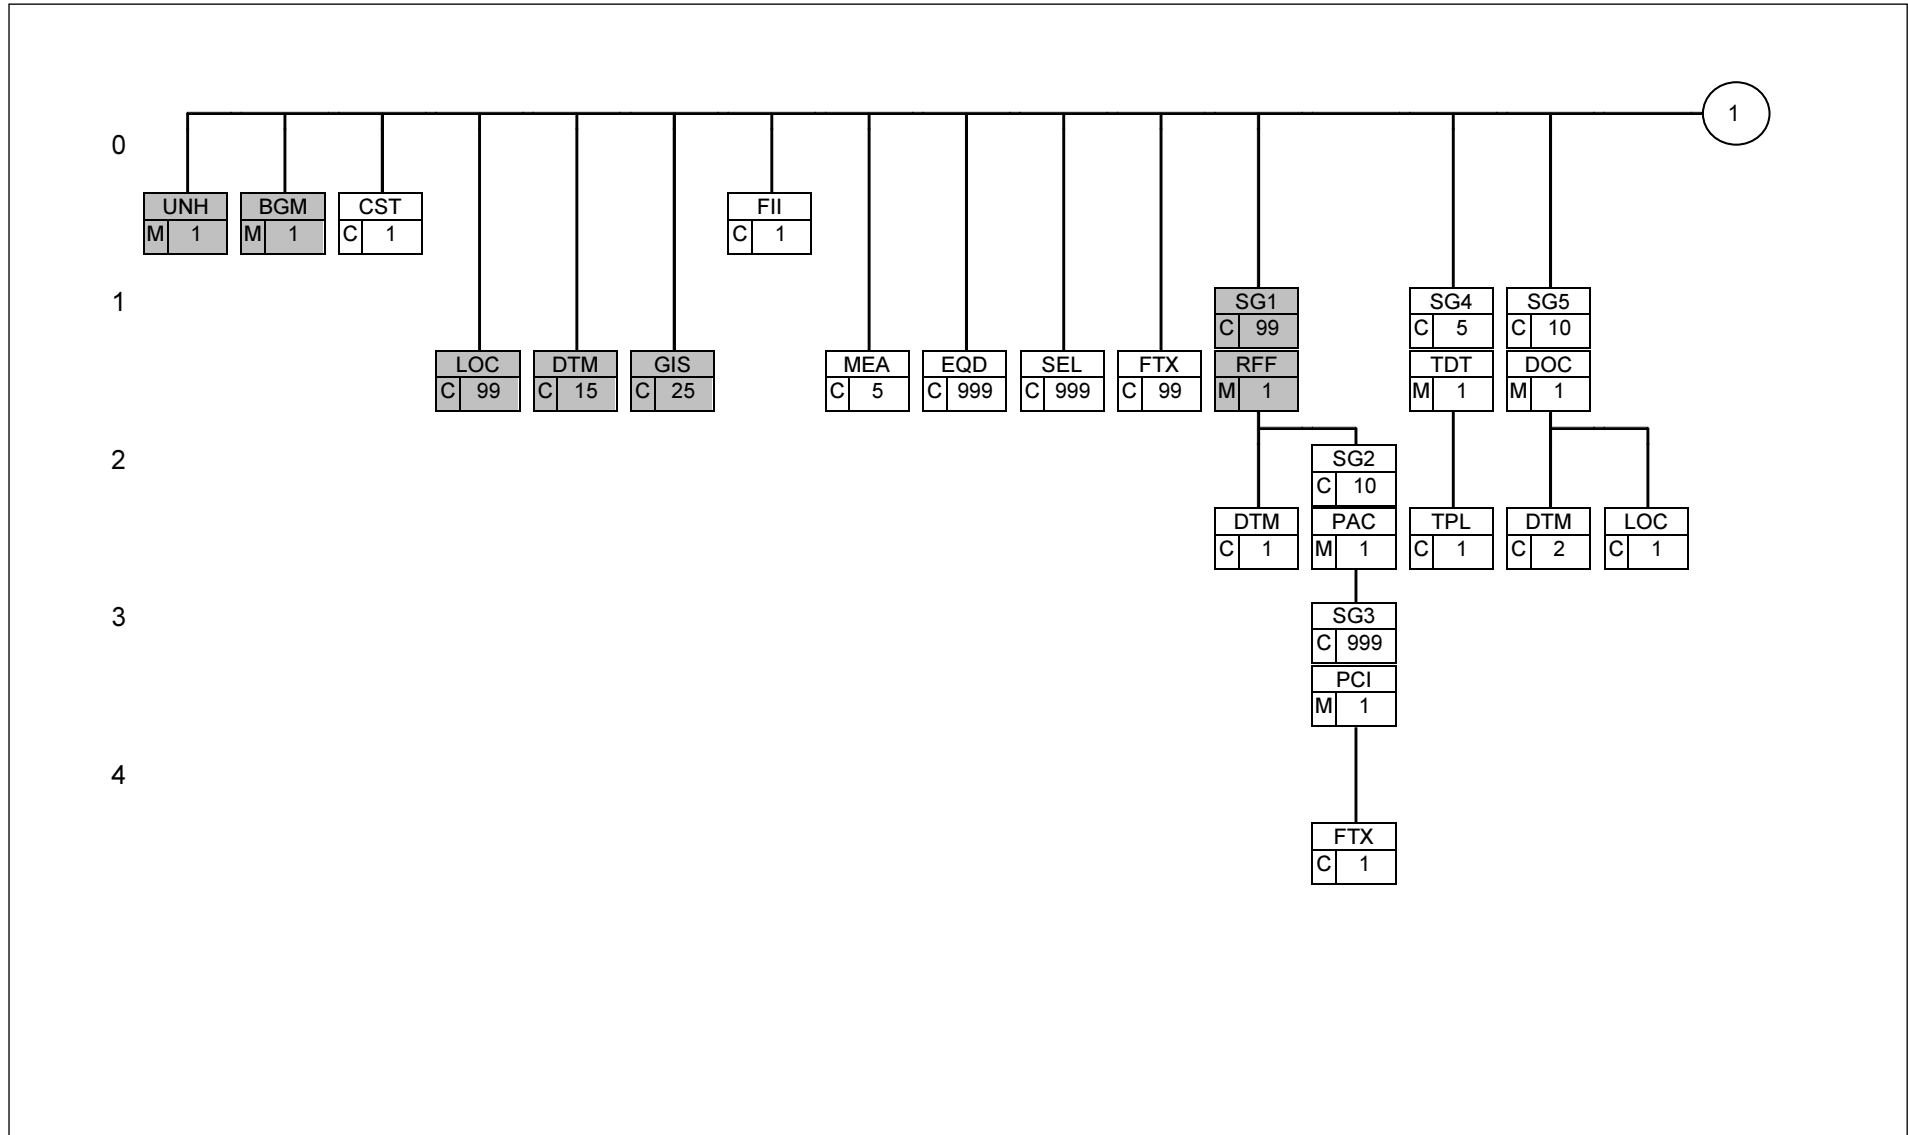 1
0
UNH BGM CST FII
M 1 M 1 C 1 C 1
1
SG1 SG4 SG5
C 99 C 5 C 10
LOC DTM GIS MEA EQD SEL FTX RFF TDT DOC
C 99 C 15 C 25 C 5 C 999 C 999 C 99 M 1 M 1 M 1
2
SG2
C 10
DTM PAC TPL DTM LOC
C 1 M 1 C 1 C 2 C 1
3
SG3
C 999
PCI
M 1
4
FTX
C 1